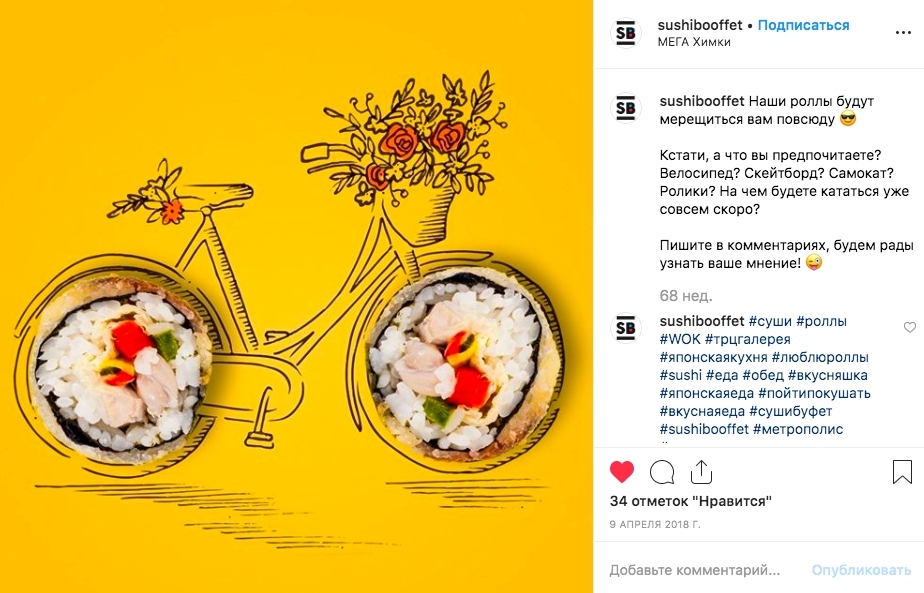 SB
sushibooffet • Подписаться
МЕГА Химки
SB
sushibooffet Наши роллы будут
мерещиться вам повсюду 😎
Кстати, а что вы предпочитаете?
Велосипед? Скейтборд? Самокат?
Ролики? На чем будете кататься уже
совсем скоро?
Пишите в комментариях, будем рады
узнать ваше мнение! 😜
68 нед.
SB
sushibooffet #суши #роллы
#WOK #трцгалерея
#японскаякухня #люблюроллы
#sushi #еда #обед #вкусняшка
#японскаяеда #пойтипокушать
#вкуснаяеда #сушибуфет
#sushibooffet #метрополис
34 отметок "Нравится"
9 АПРЕЛЯ 2018 Г.
Добавьте комментарий... Опубликовать